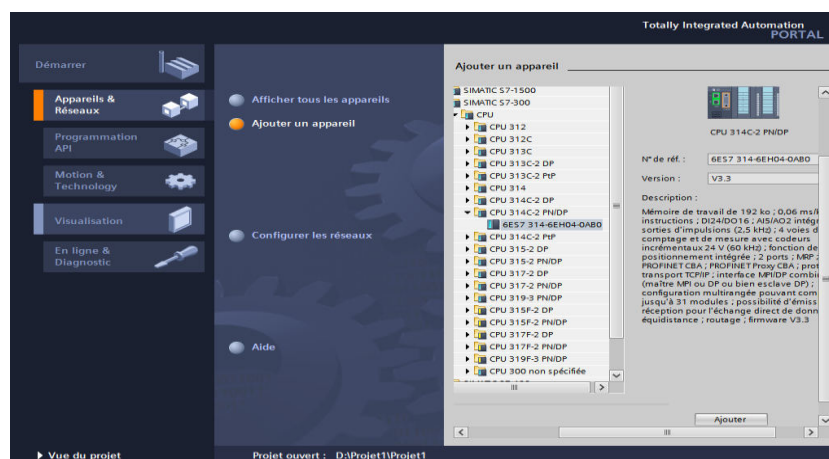 Totally Integrated Automation
PORTAL
Démarrer
Appareils &
Réseaux
Programmation
API
Motion &
Technology
Visualisation
En ligne &
Diagnostic
Afficher tous les appareils
Ajouter un appareil
Configurer les réseaux
Aide
Ajouter un appareil
SIMATIC S7-1500
SIMATIC S7-300
CPU
CPU 312
CPU 312C
CPU 313C
CPU 313C-2 DP
CPU 313C-2 PtP
CPU 314
CPU 314C-2 DP
CPU 314C-2 PN/DP
6ES7 314-6EH04-0AB0
CPU 314C-2 PtP
CPU 315-2 DP
CPU 315-2 PN/DP
CPU 317-2 DP
CPU 317-2 PN/DP
CPU 319-3 PN/DP
CPU 315F-2 DP
CPU 315F-2 PN/DP
CPU 317F-2 DP
CPU 317F-2 PN/DP
CPU 319F-3 PN/DP
CPU 300 non spécifiée
CPU 314C-2 PN/DP
N° de réf. : 6ES7 314-6EH04-0AB0
Version : V3.3
Description :
Mémoire de travail de 192 ko ; 0,06 ms/
instructions ; DI24/DO16 ; AI5/AO2 intégr
sorties d'impulsions (2,5 kHz) ; 4 voies d
comptage et de mesure avec codeurs
incrémentaux 24 V (60 kHz) ; fonction de
positionnement intégrée ; 2 ports ; MRP ;
PROFINET CBA ; PROFINET Proxy CBA ; prot
transport TCP/IP ; interface MPI/DP combi
(maître MPI ou DP ou bien esclave DP) ;
configuration multirangée pouvant com
jusqu'à 31 modules ; possibilité d'émiss
réception pour l'échange direct de donn
équidistance ; routage ; firmware V3.3
Ajouter
Vue du projet
Projet ouvert : D:\Projet1\Projet1